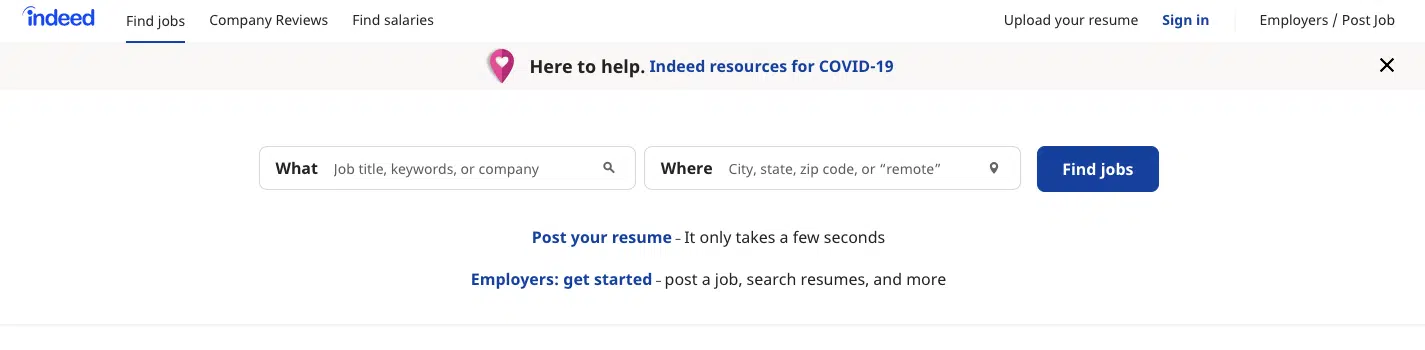 indeed Find jobs Company Reviews Find salaries Upload your resume Sign in Employers / Post Job
Here to help. Indeed resources for COVID-19
What Job title, keywords, or company Where City, state, zip code, or “remote” Find jobs
Post your resume – It only takes a few seconds
Employers: get started – post a job, search resumes, and more